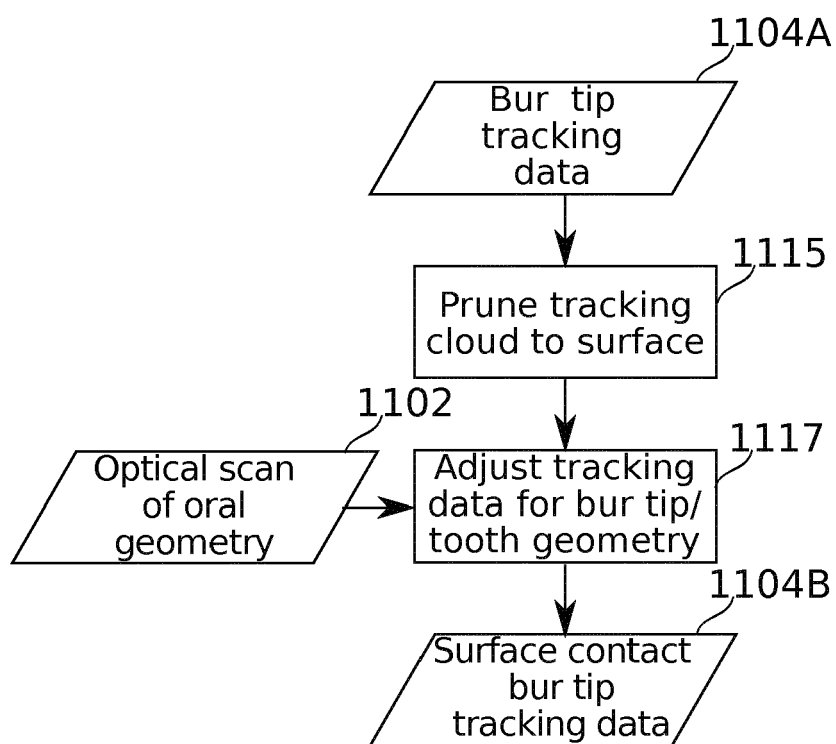 1104A
Bur tip
tracking
data
1115
Prune tracking
cloud to surface
1102
Optical scan
of oral
geometry
1117
Adjust tracking
data for bur tip/
tooth geometry
1104B
Surface contact
bur tip
tracking data